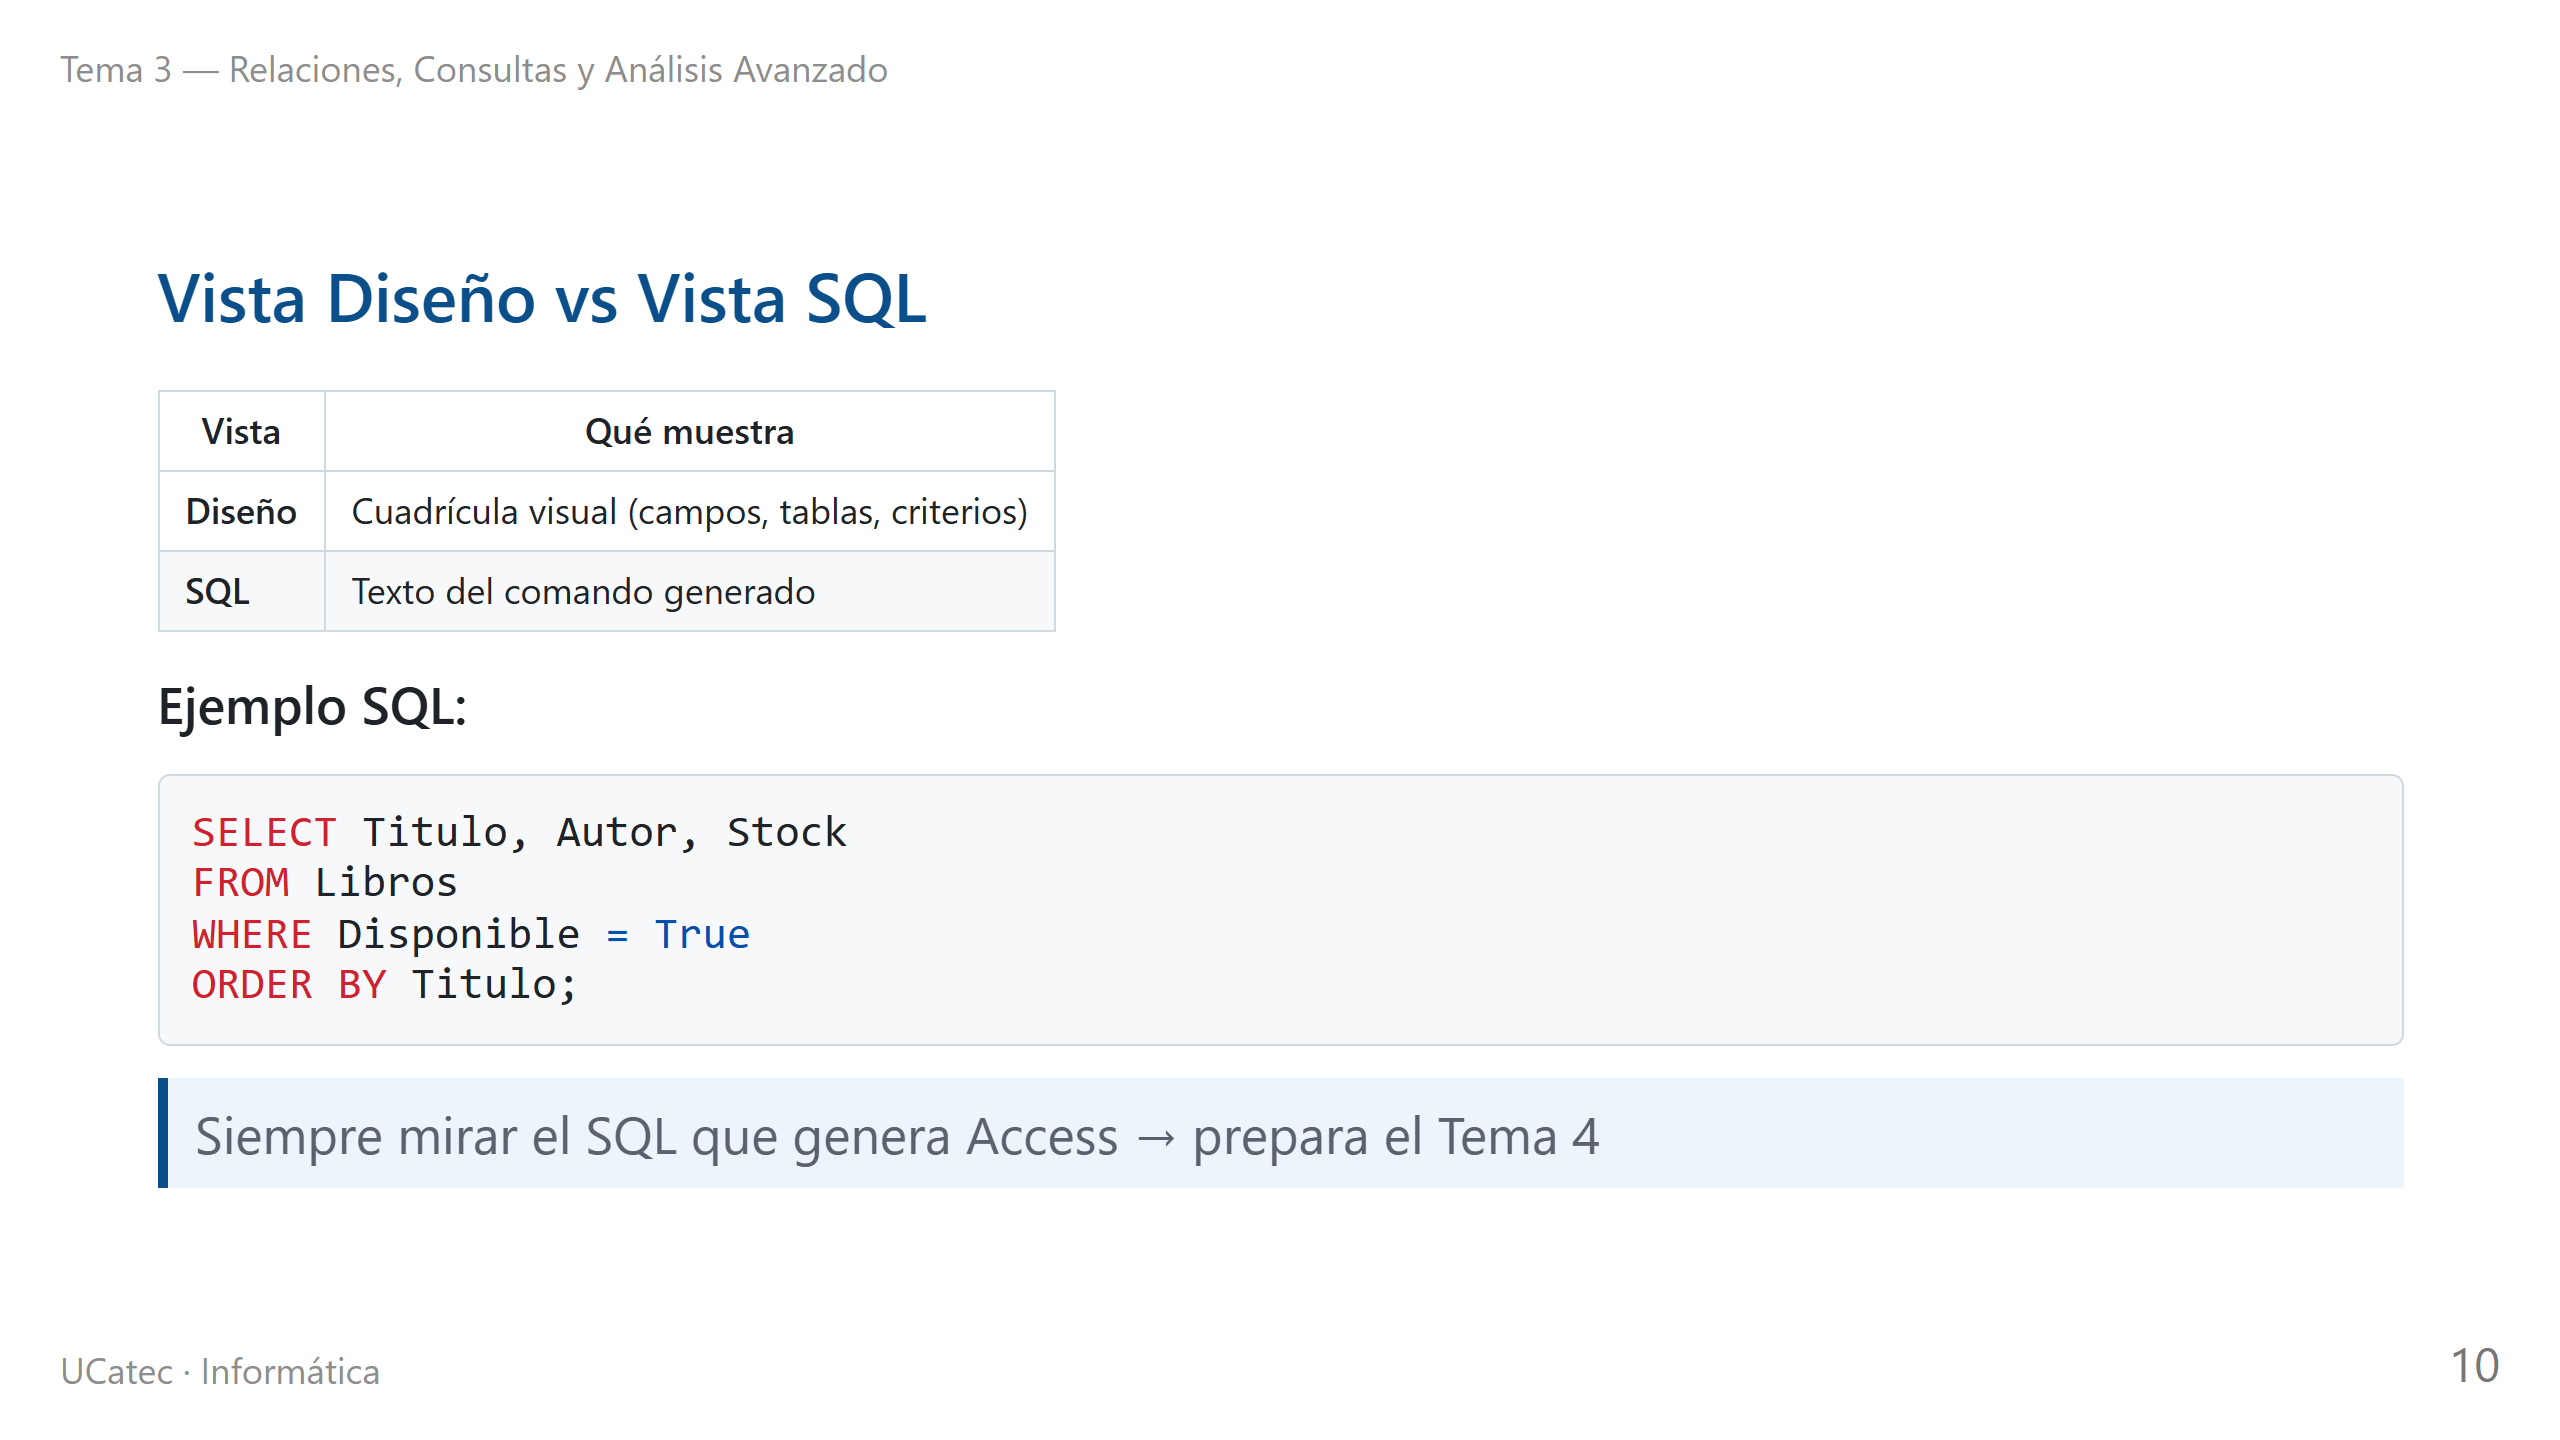 Tema 3 — Relaciones, Consultas y Análisis Avanzado
Vista Diseño vs Vista SQL
Vista Qué muestra
Diseño Cuadrícula visual (campos, tablas, criterios)
SQL Texto del comando generado
Ejemplo SQL:
SELECT Titulo, Autor, Stock
FROM Libros
WHERE Disponible = True
ORDER BY Titulo;
Siempre mirar el SQL que genera Access → prepara el Tema 4
UCatec · Informática
10